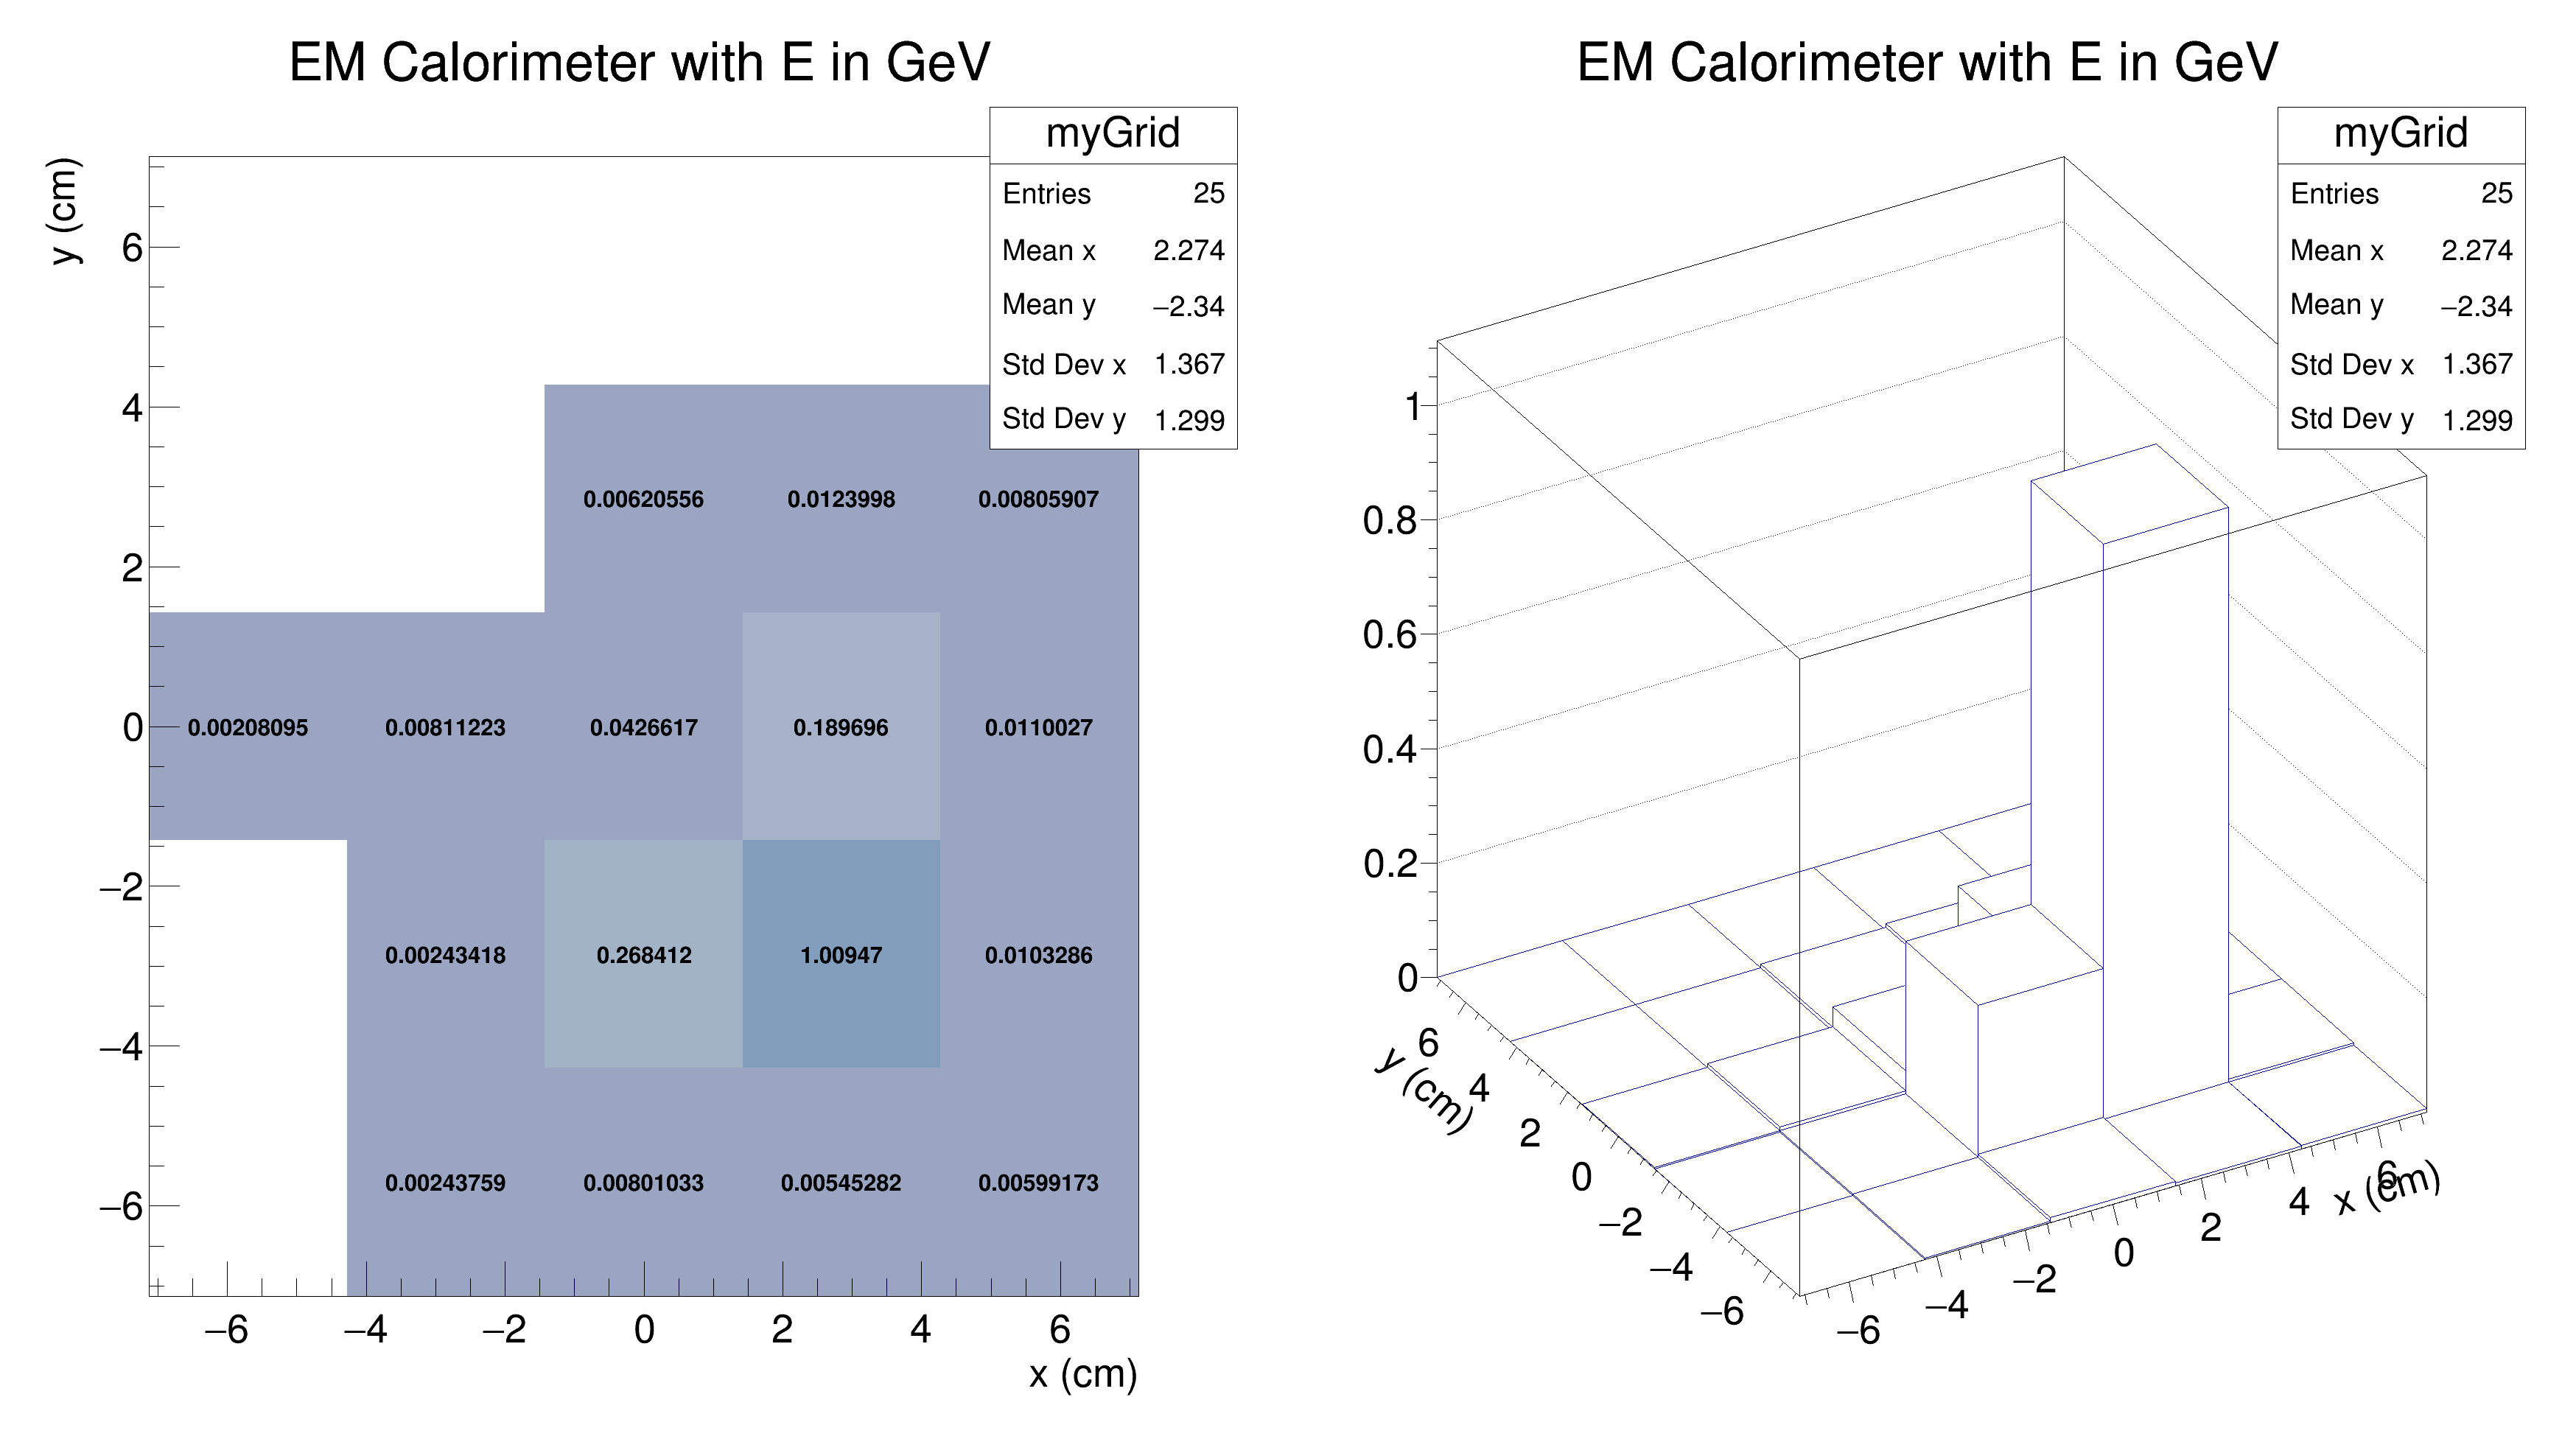 EM Calorimeter with E in GeV
myGrid
Entries 25
Mean x 2.274
Mean y −2.34
Std Dev x 1.367
Std Dev y 1.299
y (cm)
6
4
2
0
−2
−4
−6
0.00620556 0.0123998 0.00805907
0.00208095 0.00811223 0.0426617 0.189696 0.0110027
0.00243418 0.268412 1.00947 0.0103286
0.00243759 0.00801033 0.00545282 0.00599173
−6 −4 −2 0 2 4 6
x (cm)
EM Calorimeter with E in GeV
myGrid
Entries 25
Mean x 2.274
Mean y −2.34
Std Dev x 1.367
Std Dev y 1.299
1
0.8
0.6
0.4
0.2
0
y (cm)
6
4
2
0
−2
−4
−6
−6
−4
−2
0
2
4
6
x (cm)